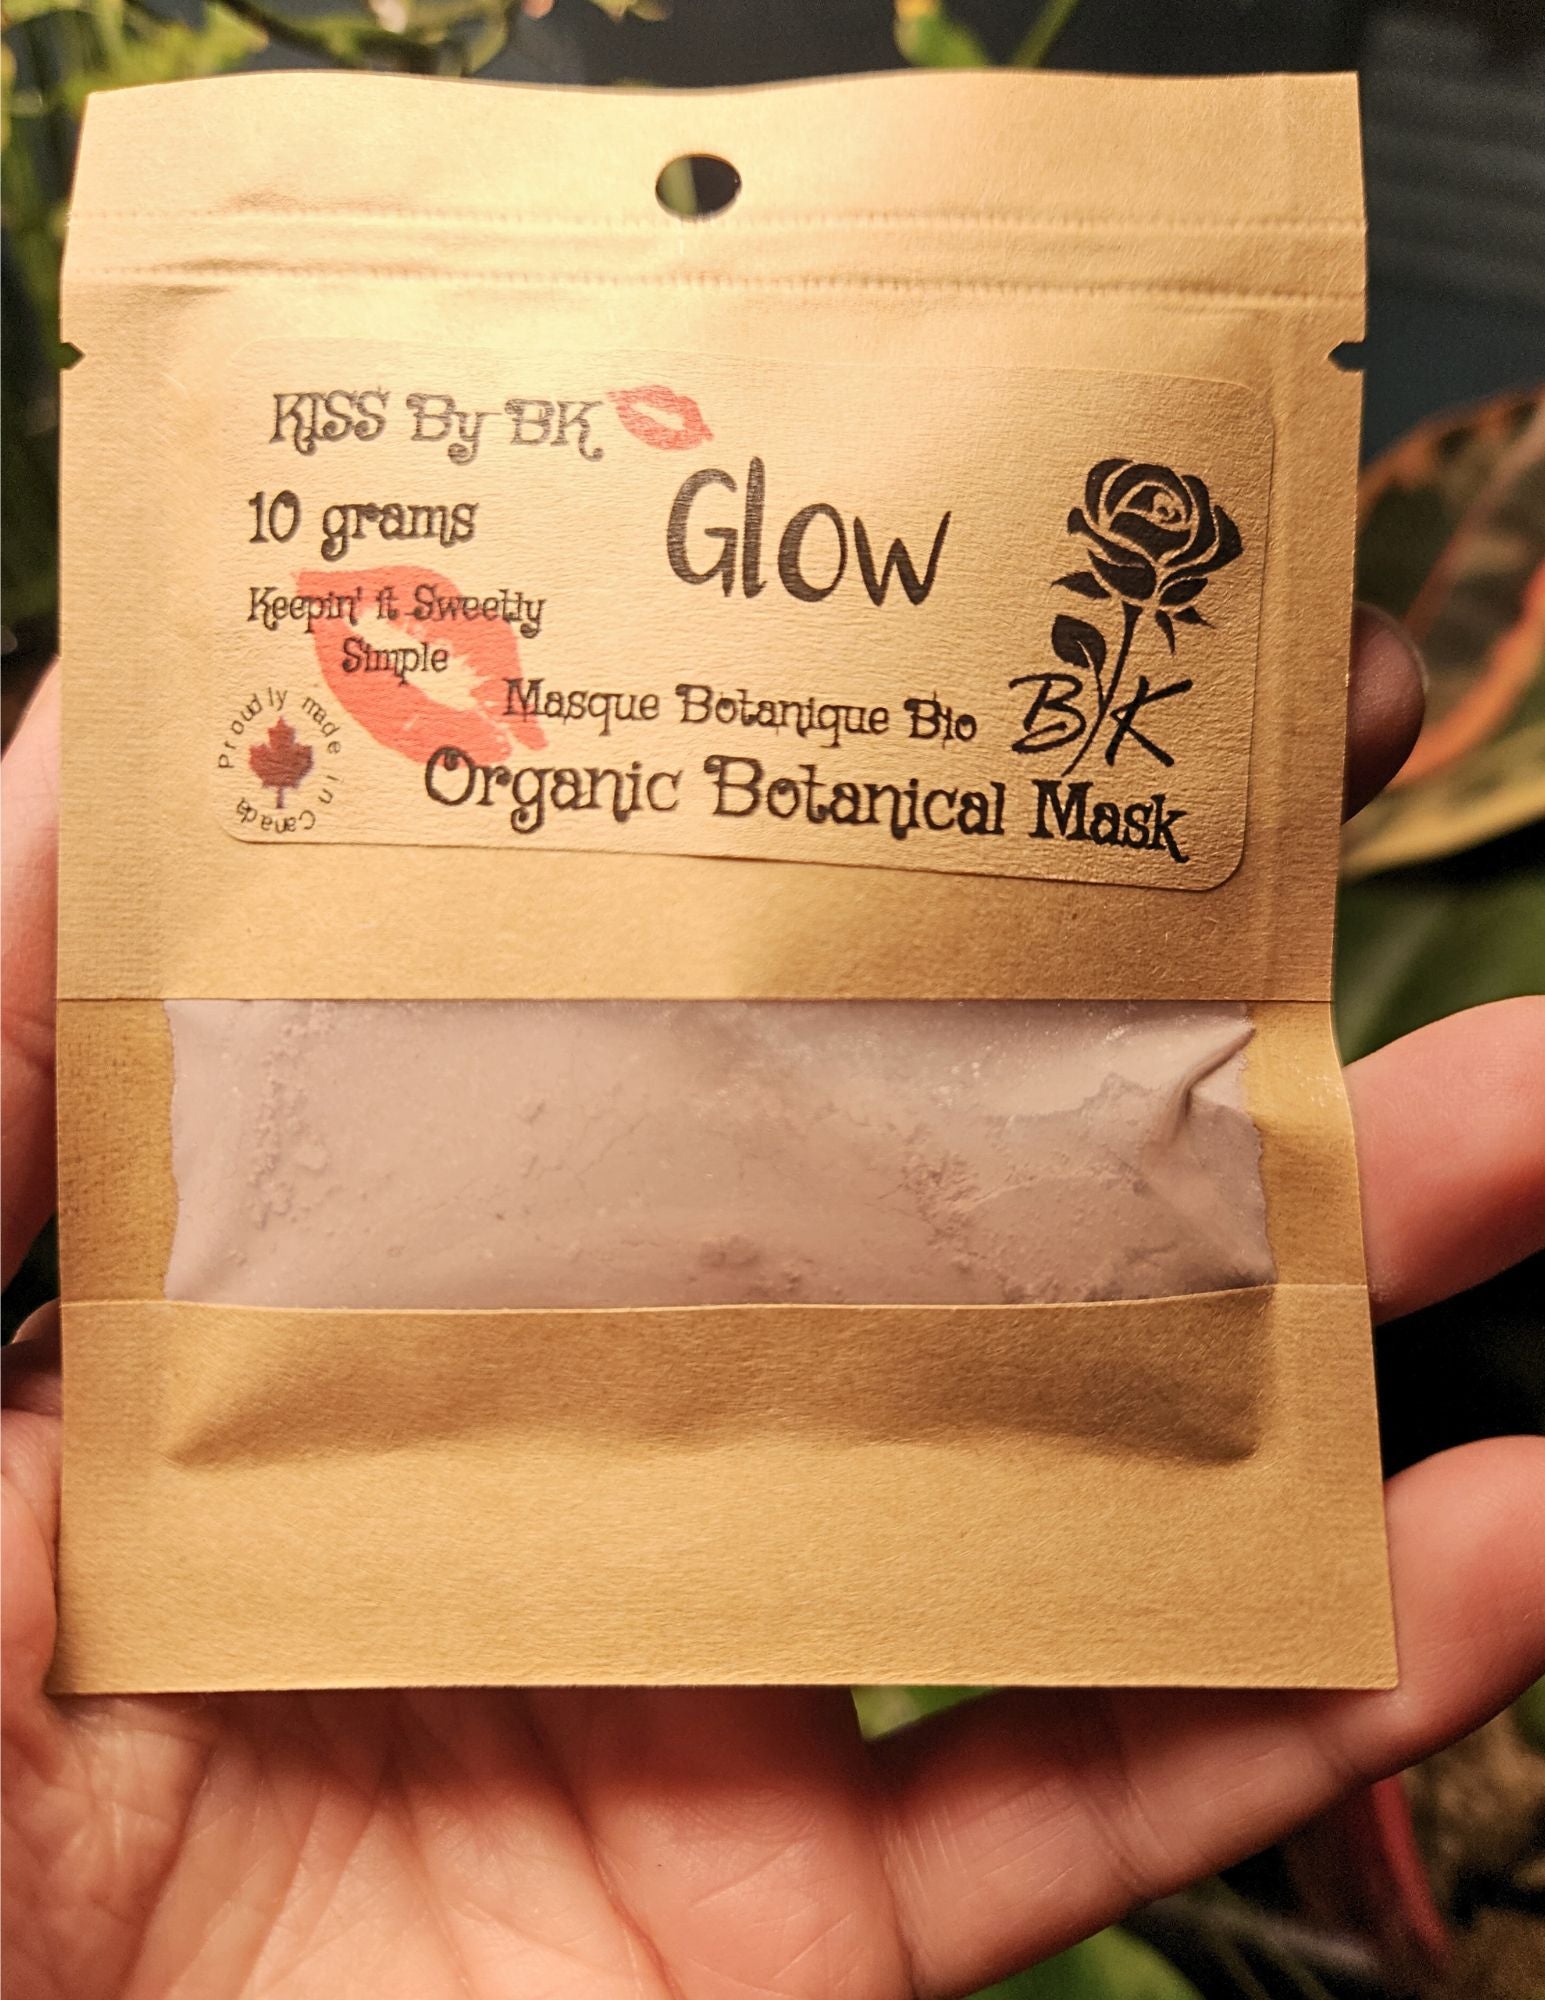 KISS By BK
10 grams
Glow
Keepin' it Sweetly
Simple
Masque Botanique Bio
BK
Organic Botanical Mask
Proudly made in Canada